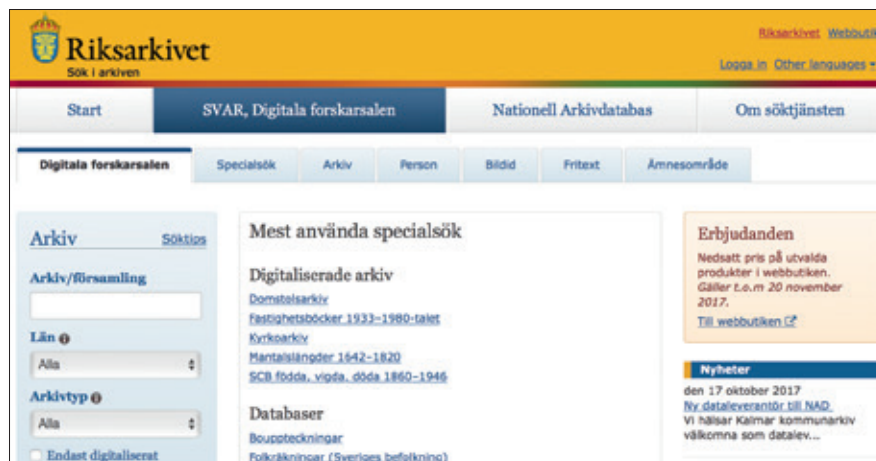 Riksarkivet
Sök i arkiven
Riksarkivet Webbutik
Logga in Other languages
Start
SVAR, Digitala forskarsalen
Nationell Arkivdatabas
Om söktjänsten
Digitala forskarsalen
Specialsök
Arkiv
Person
Bildid
Fritext
Ämnesområde
Arkiv
Söktips
Arkiv/församling
Län
Alla
Arkivtyp
Alla
Endast digitaliserat
Mest använda specialsök
Digitaliserade arkiv
Domstolsarkiv
Fastighetsböcker 1933–1980-talet
Kyrkoarkiv
Mantalslängder 1642–1820
SCB födda, vigda, döda 1860–1946
Databaser
Bouppteckningar
Folkräkningar (Sveriges befolkning)
Erbjudanden
Nedsatt pris på utvalda
produkter i webbutiken.
Gäller t.o.m 20 november
2017.
Till webbutiken
Nyheter
den 17 oktober 2017
Ny dataleverantör till NAD
Vi hälsar Kalmar kommunarkiv
välkomna som datalev...